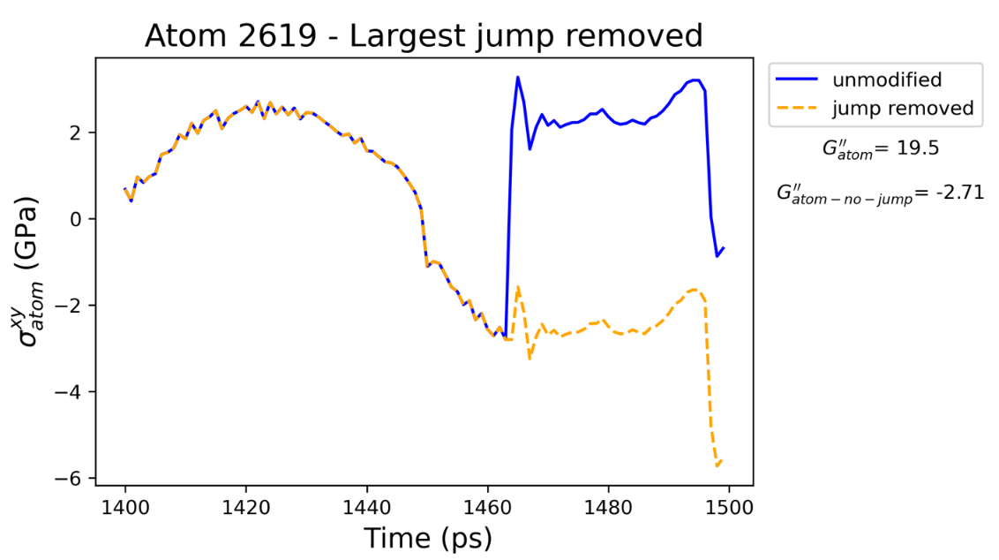 Atom 2619 - Largest jump removed
unmodified
jump removed
G''atom= 19.5
G''atom−no−jump= -2.71
σxyatom (GPa)
2
0
−2
−4
−6
1400 1420 1440 1460 1480 1500
Time (ps)